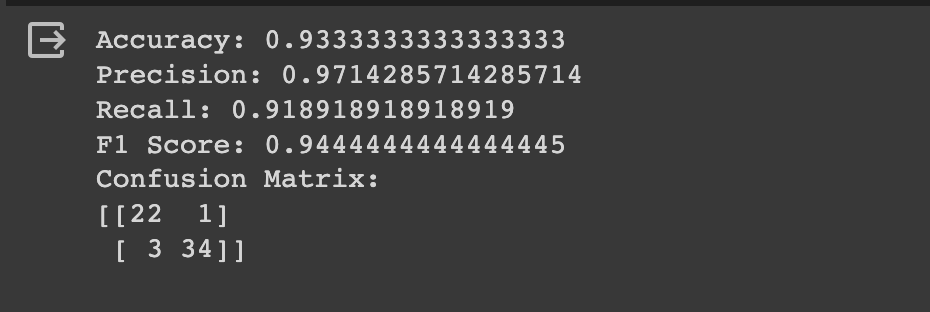 Accuracy: 0.9333333333333333
Precision: 0.9714285714285714
Recall: 0.918918918918919
F1 Score: 0.9444444444444445
Confusion Matrix:
[[22  1]
 [ 3 34]]